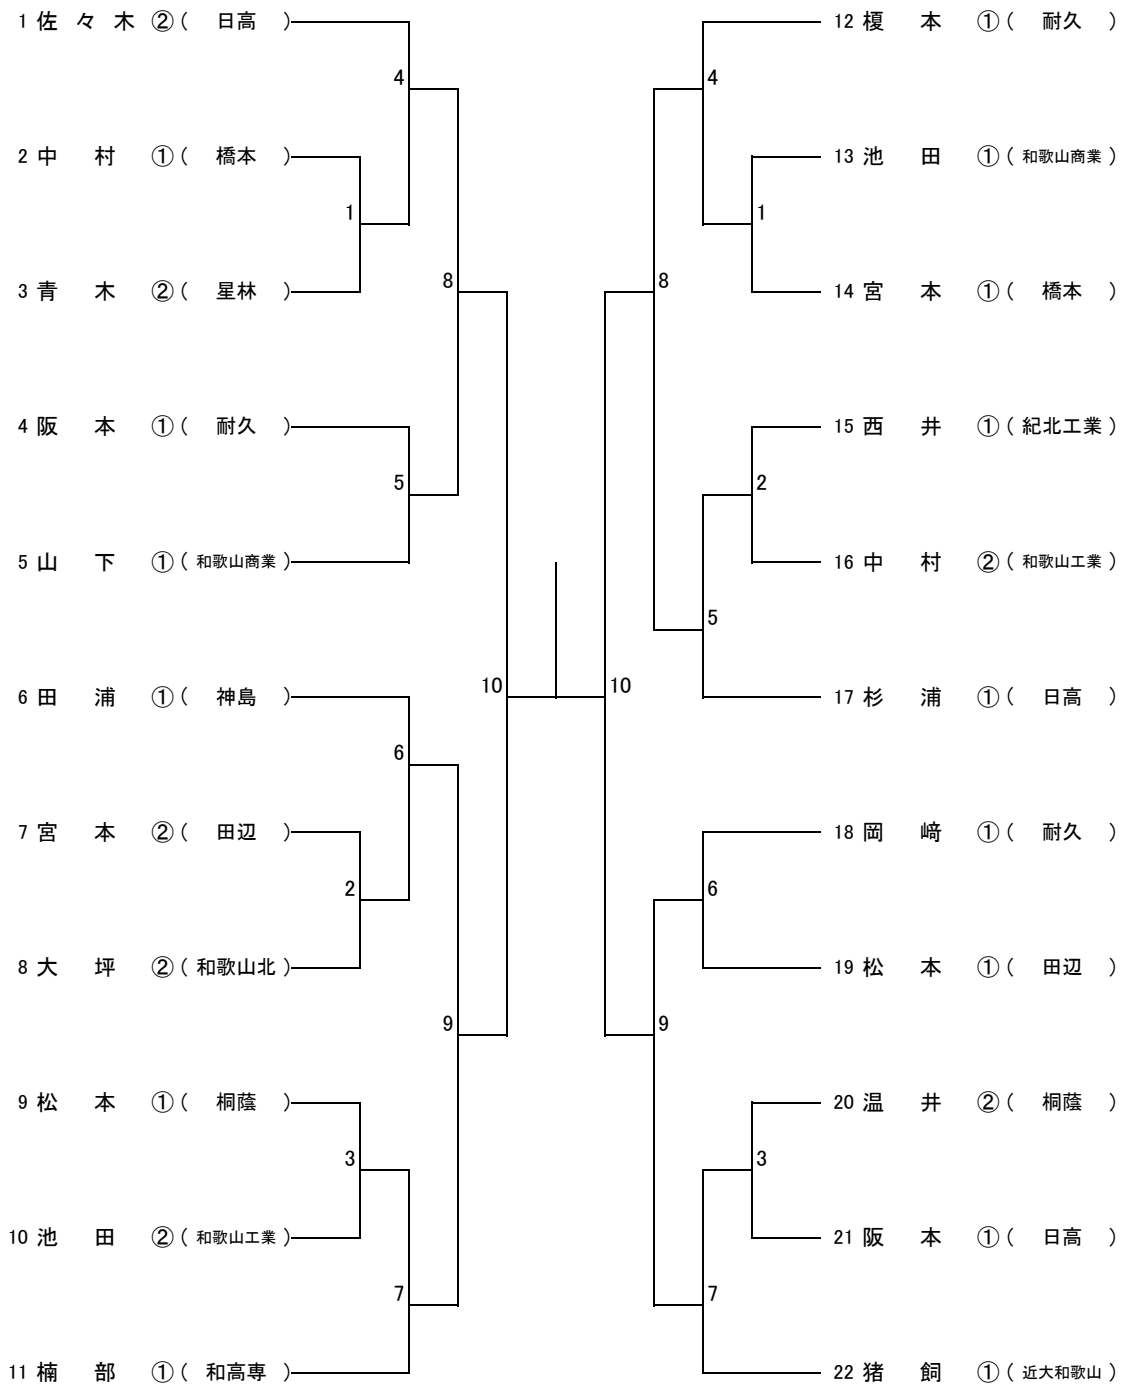 1 佐々木 ② ( 日高 )
4
2 中村 ① ( 橋本 )
1
3 青木 ② ( 星林 )
8
4 阪本 ① ( 耐久 )
5
5 山下 ① ( 和歌山商業 )
6 田浦 ① ( 神島 )
10
6
7 宮本 ② ( 田辺 )
2
8 大坪 ② ( 和歌山北 )
9
9 松本 ① ( 桐蔭 )
3
10 池田 ② ( 和歌山工業 )
7
11 楠部 ① ( 和高専 )
12 榎本 ① ( 耐久 )
4
13 池田 ① ( 和歌山商業 )
1
14 宮本 ① ( 橋本 )
8
15 西井 ① ( 紀北工業 )
2
16 中村 ② ( 和歌山工業 )
5
17 杉浦 ① ( 日高 )
10
18 岡﨑 ① ( 耐久 )
6
19 松本 ① ( 田辺 )
9
20 温井 ② ( 桐蔭 )
3
21 阪本 ① ( 日高 )
7
22 猪飼 ① ( 近大和歌山 )